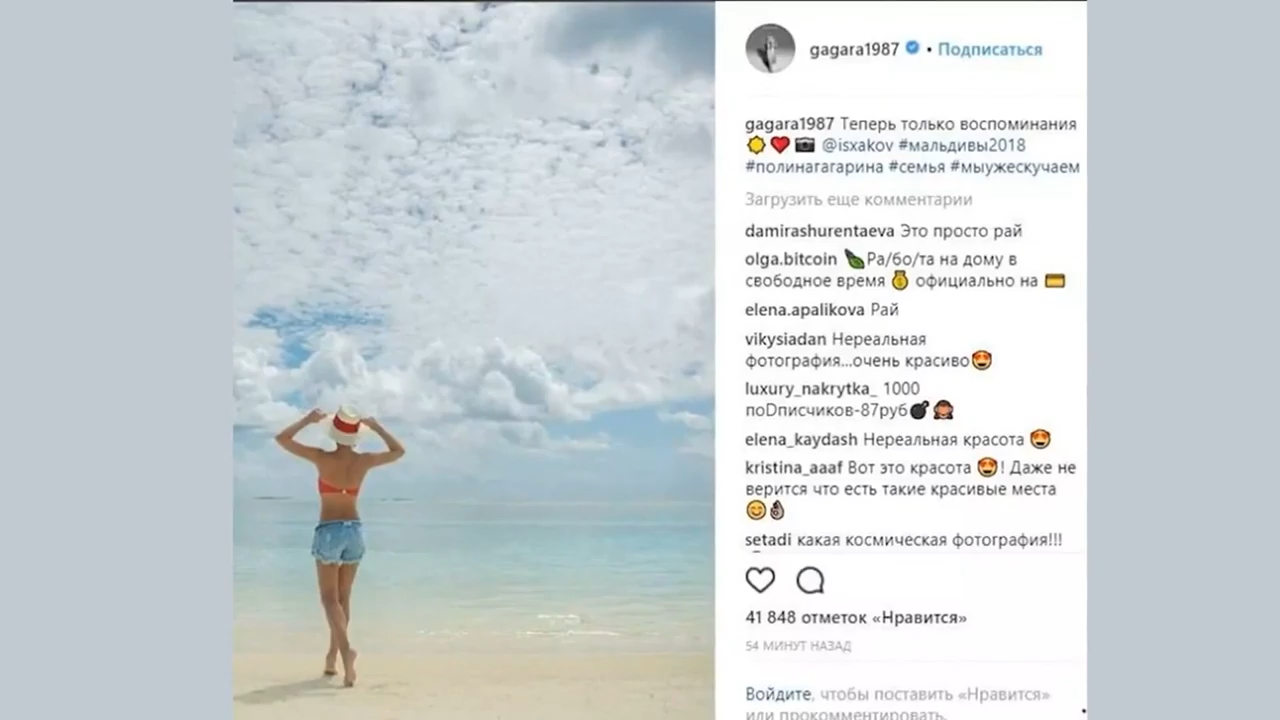 gagara1987 • Подписаться
gagara1987 Теперь только воспоминания
@isxakov #мальдивы2018
#полинагагарина #семья #мыужескучаем
Загрузить еще комментарии
damirashurentaeva Это просто рай
olga.bitcoin Ра/бо/та на дому в
свободное время официально на
elena.apalikova Рай
vikysiadan Нереальная
фотография...очень красиво
luxury_nakrytka_ 1000
поDписчиков-87руб
elena_kaydash Нереальная красота
kristina_aaaf Вот это красота ! Даже не
верится что есть такие красивые места
setadi какая космическая фотография!!!
41 848 отметок «Нравится»
54 МИНУТ НАЗАД
Войдите, чтобы поставить «Нравится»
или прокомментировать.